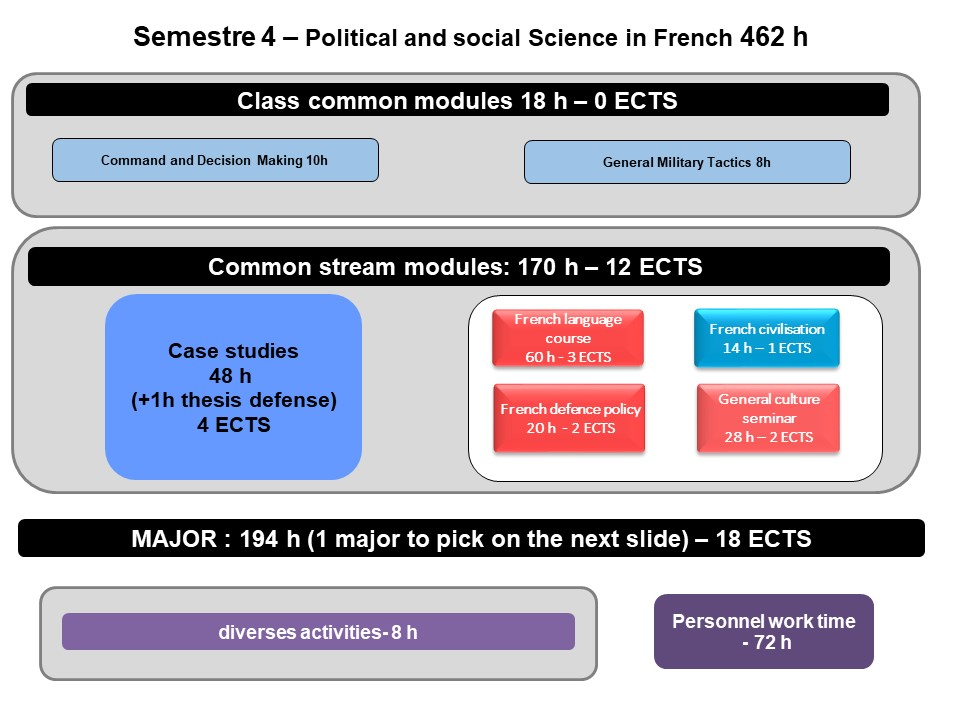 Semestre 4 – Political and social Science in French 462 h
Class common modules 18 h – 0 ECTS
Command and Decision Making 10h
General Military Tactics 8h
Common stream modules: 170 h – 12 ECTS
Case studies
48 h
(+1h thesis defense)
4 ECTS
French language
course
60 h - 3 ECTS
French civilisation
14 h – 1 ECTS
French defence policy
20 h - 2 ECTS
General culture
seminar
28 h – 2 ECTS
MAJOR : 194 h (1 major to pick on the next slide) – 18 ECTS
diverses activities- 8 h
Personnel work time
- 72 h